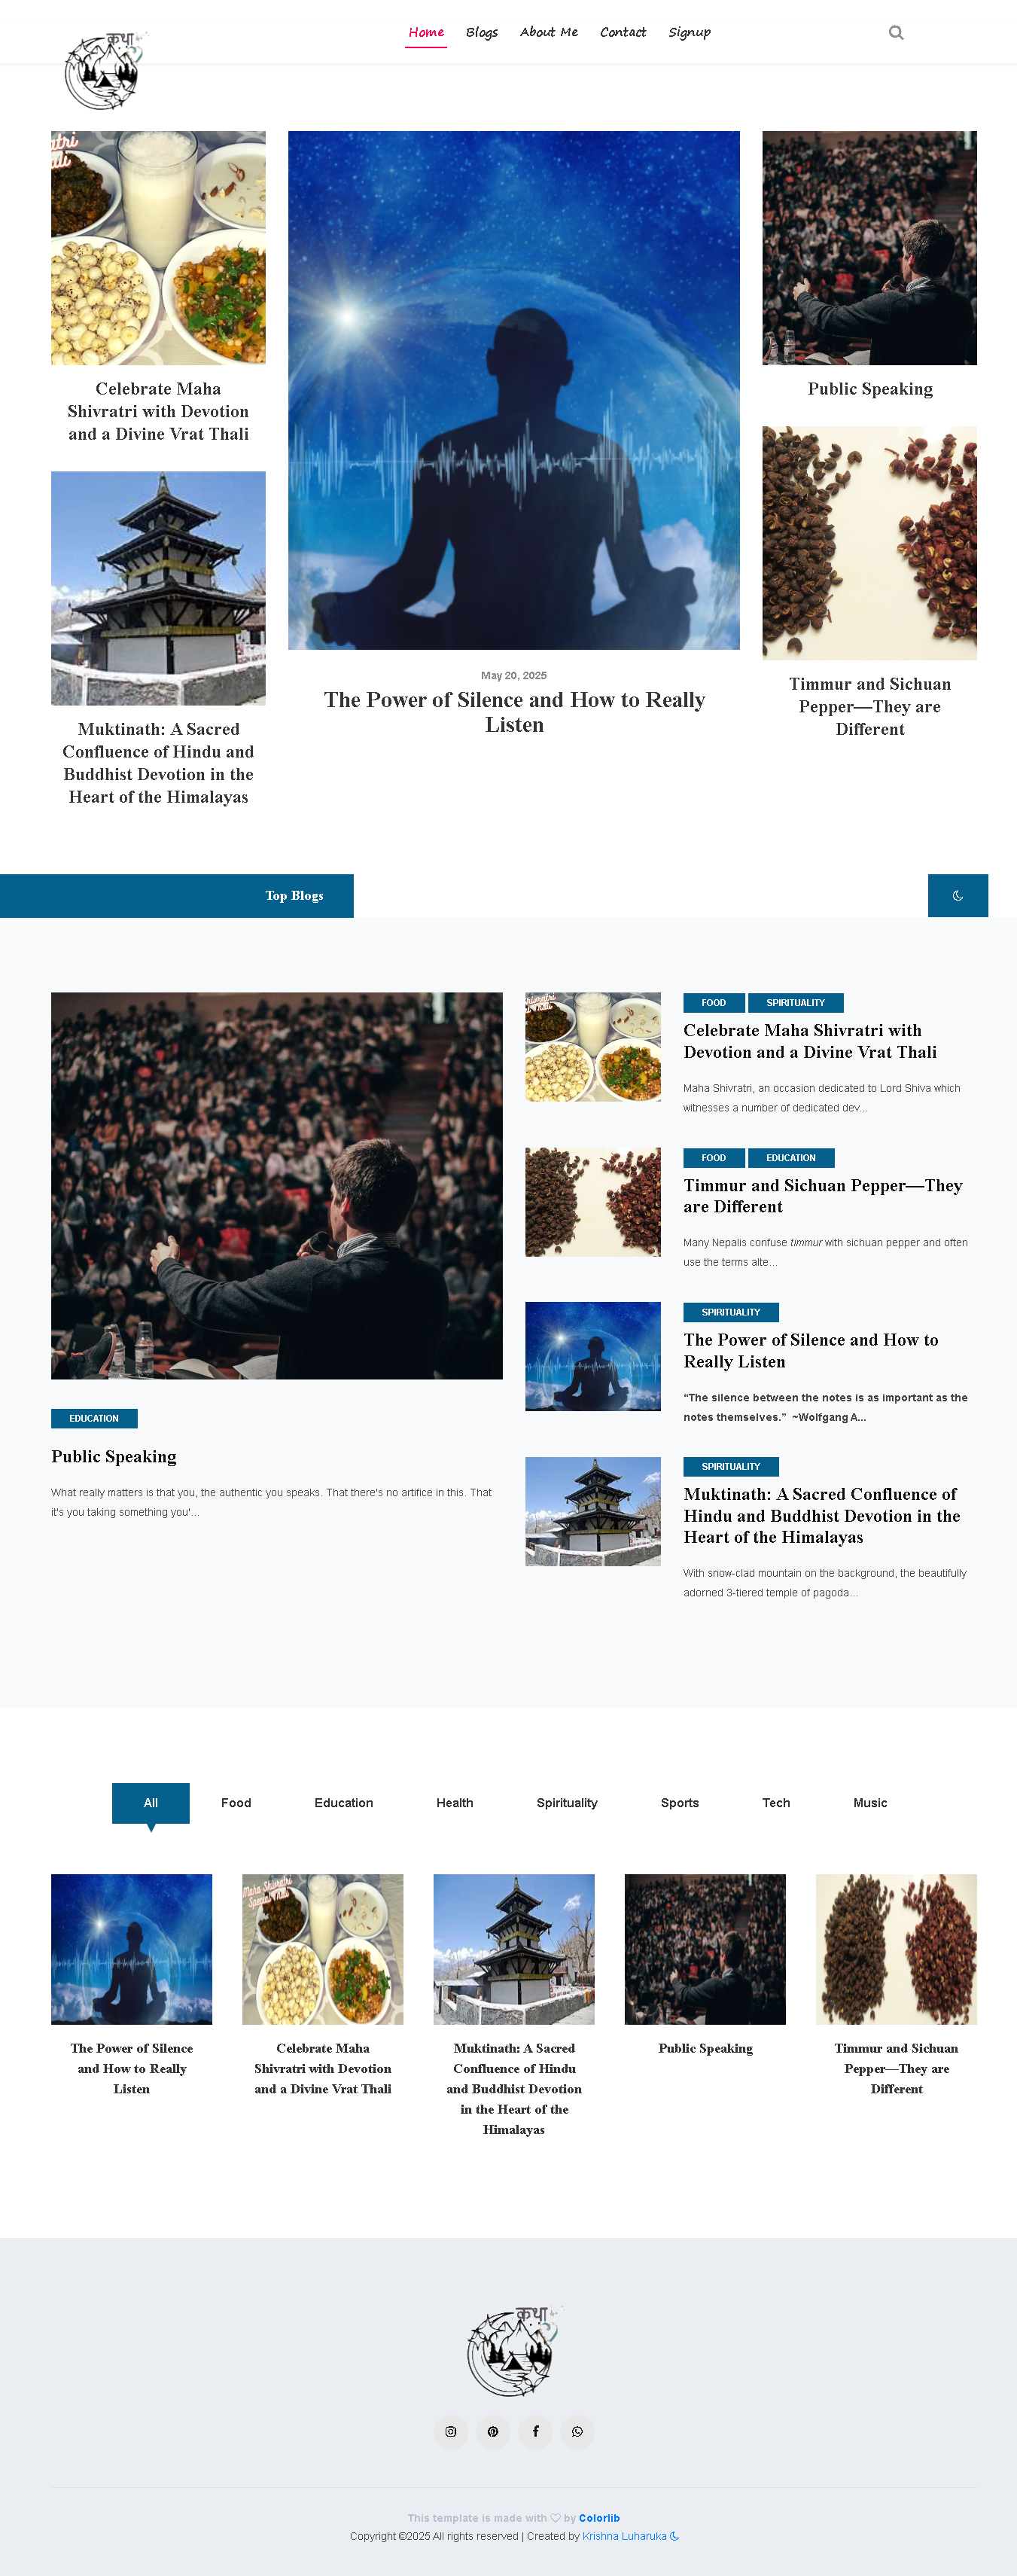 कथा
Home Blogs About Me Contact Signup
Celebrate Maha
Shivratri with Devotion
and a Divine Vrat Thali
Muktinath: A Sacred
Confluence of Hindu and
Buddhist Devotion in the
Heart of the Himalayas
May 20, 2025
The Power of Silence and How to Really
Listen
Public Speaking
Timmur and Sichuan
Pepper—They are
Different
Top Blogs
EDUCATION
Public Speaking
What really matters is that you, the authentic you speaks. That there's no artifice in this. That
it's you taking something you'...
FOOD SPIRITUALITY
Celebrate Maha Shivratri with
Devotion and a Divine Vrat Thali
Maha Shivratri, an occasion dedicated to Lord Shiva which
witnesses a number of dedicated dev...
FOOD EDUCATION
Timmur and Sichuan Pepper—They
are Different
Many Nepalis confuse timmur with sichuan pepper and often
use the terms alte...
SPIRITUALITY
The Power of Silence and How to
Really Listen
“The silence between the notes is as important as the
notes themselves.” ~Wolfgang A...
SPIRITUALITY
Muktinath: A Sacred Confluence of
Hindu and Buddhist Devotion in the
Heart of the Himalayas
With snow-clad mountain on the background, the beautifully
adorned 3-tiered temple of pagoda...
All Food Education Health Spirituality Sports Tech Music
The Power of Silence
and How to Really
Listen
Maha Shivratri
Special Thali
Celebrate Maha
Shivratri with Devotion
and a Divine Vrat Thali
Muktinath: A Sacred
Confluence of Hindu
and Buddhist Devotion
in the Heart of the
Himalayas
Public Speaking
Timmur and Sichuan
Pepper—They are
Different
कथा
This template is made with ♡ by Colorlib
Copyright ©2025 All rights reserved | Created by Krishna Luharuka